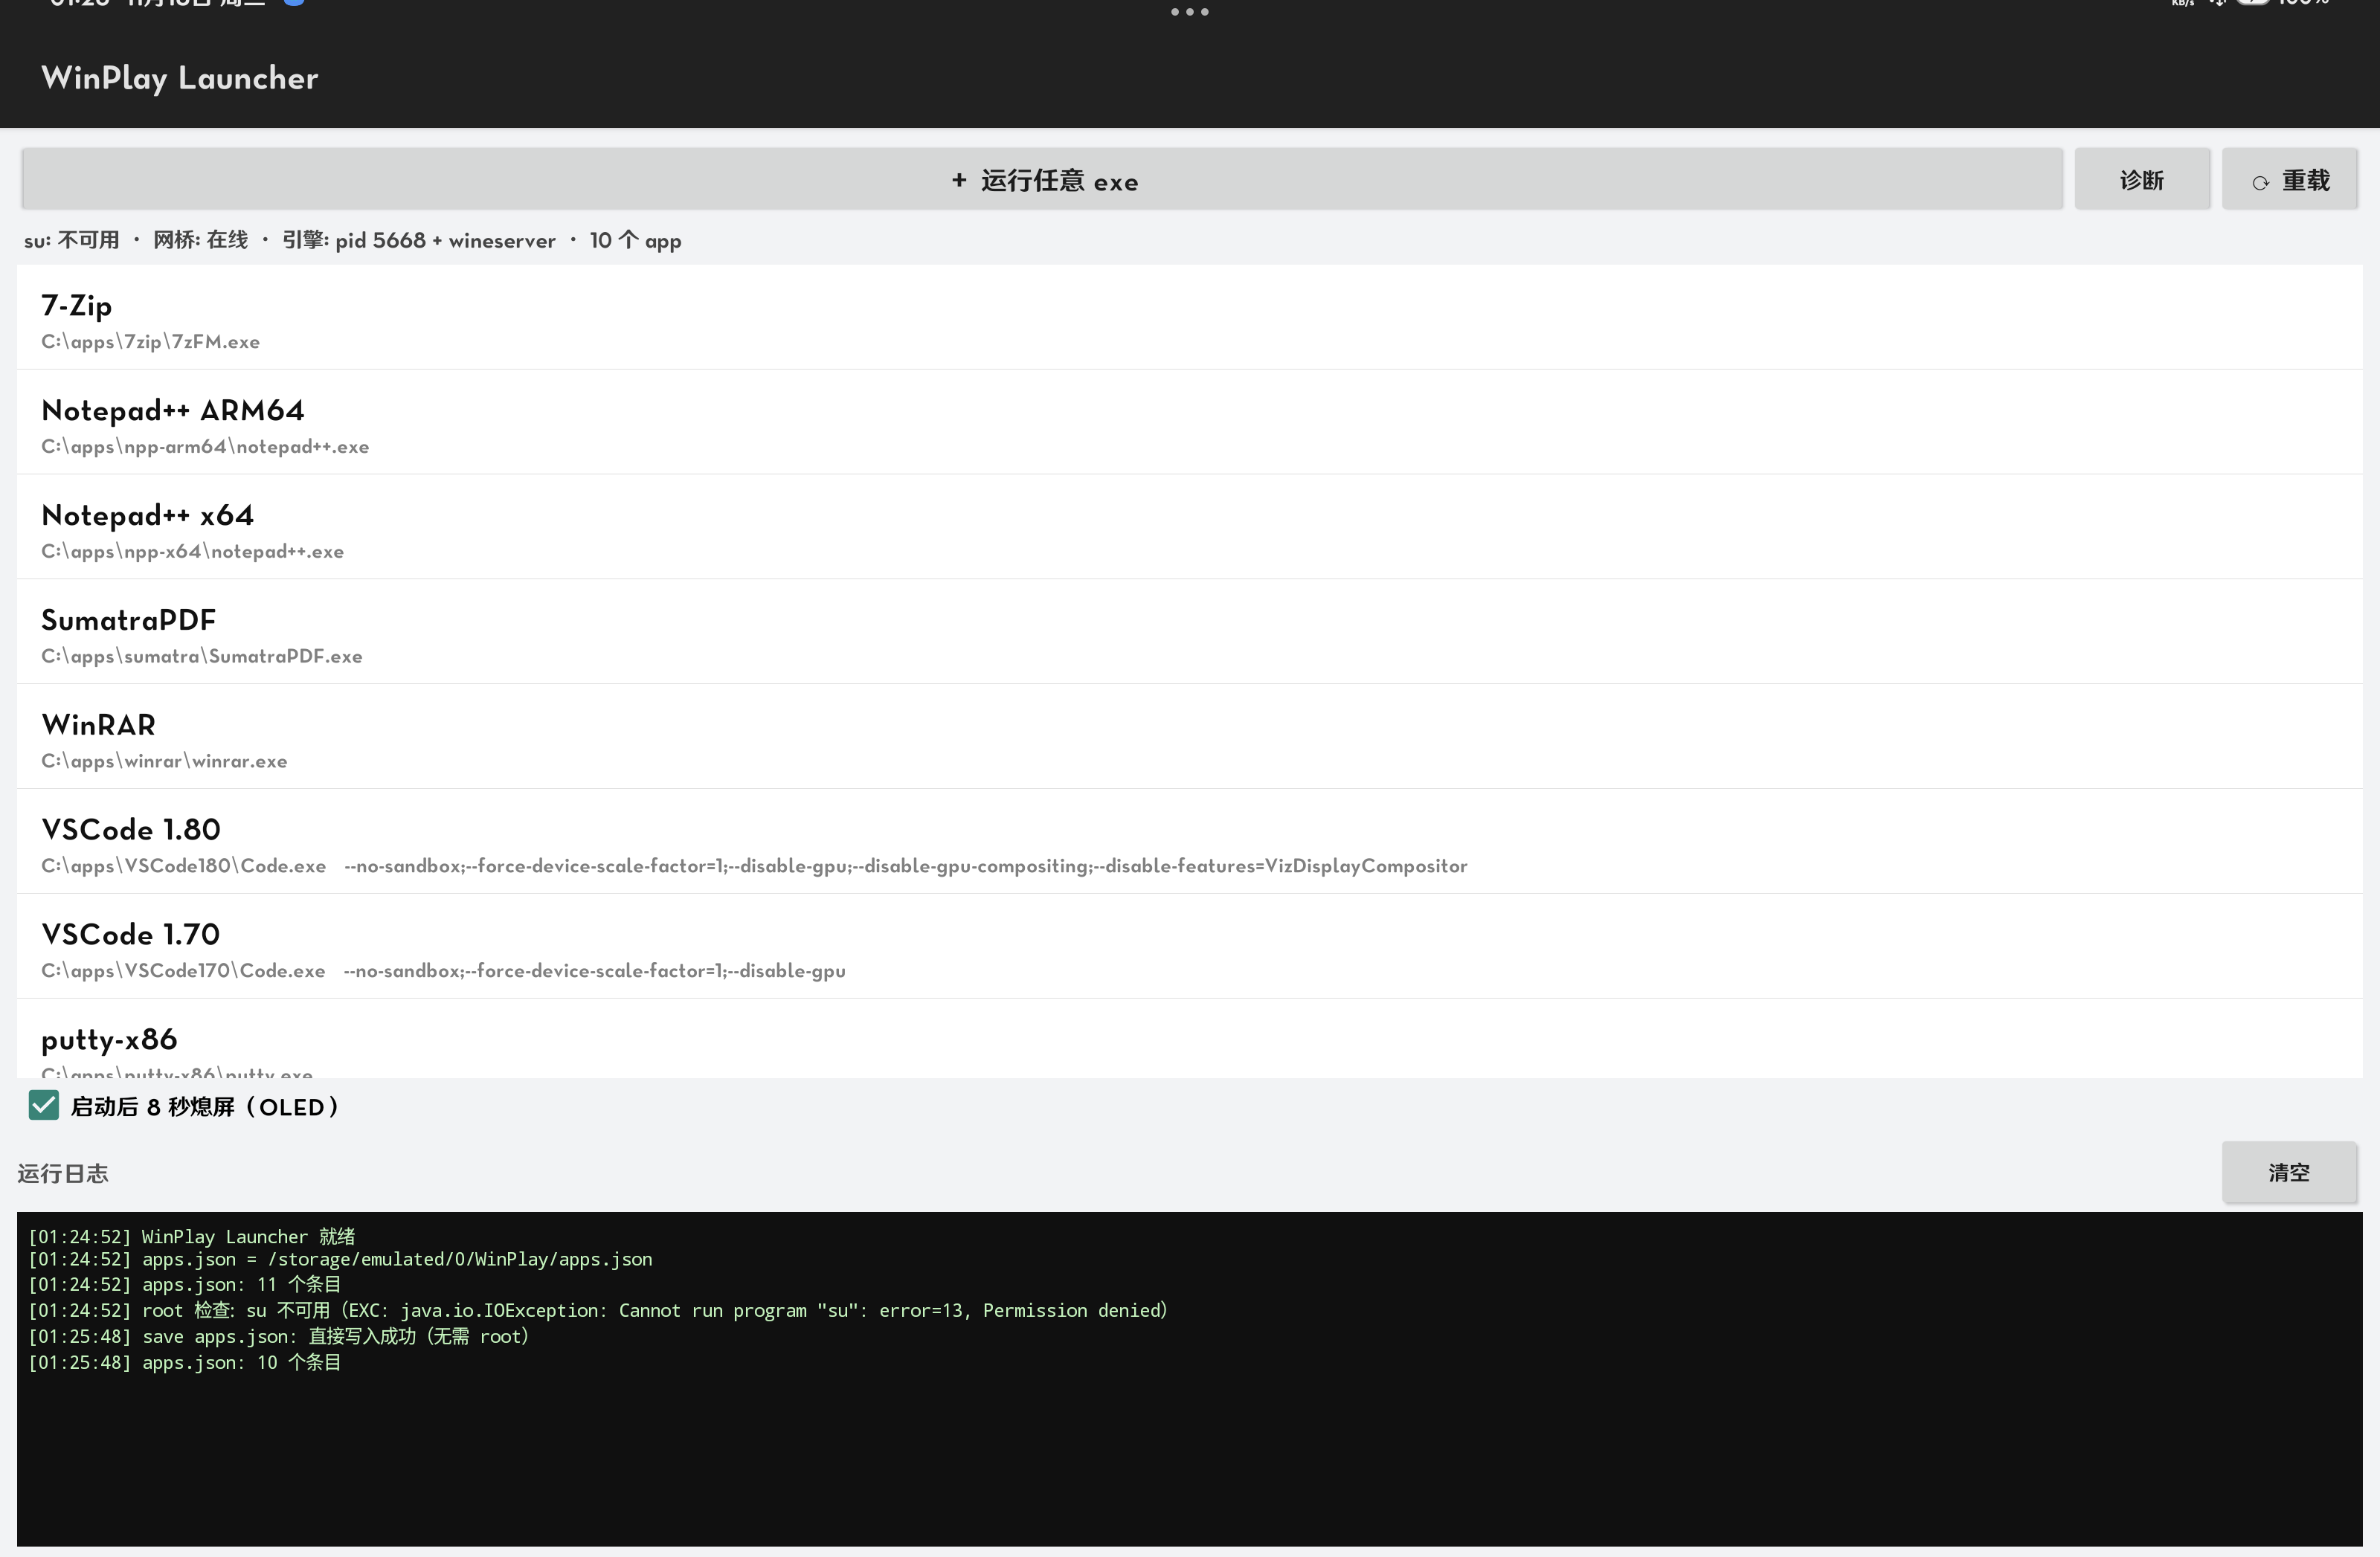 WinPlay Launcher
+ 运行任意 exe
诊断
⟳ 重载
su: 不可用 · 网桥: 在线 · 引擎: pid 5668 + wineserver · 10 个 app
7-Zip
C:\apps\7zip\7zFM.exe
Notepad++ ARM64
C:\apps\npp-arm64\notepad++.exe
Notepad++ x64
C:\apps\npp-x64\notepad++.exe
SumatraPDF
C:\apps\sumatra\SumatraPDF.exe
WinRAR
C:\apps\winrar\winrar.exe
VSCode 1.80
C:\apps\VSCode180\Code.exe --no-sandbox;--force-device-scale-factor=1;--disable-gpu;--disable-gpu-compositing;--disable-features=VizDisplayCompositor
VSCode 1.70
C:\apps\VSCode170\Code.exe --no-sandbox;--force-device-scale-factor=1;--disable-gpu
putty-x86
C:\apps\putty-x86\putty.exe
启动后 8 秒熄屏（OLED）
运行日志
清空
[01:24:52] WinPlay Launcher 就绪
[01:24:52] apps.json = /storage/emulated/0/WinPlay/apps.json
[01:24:52] apps.json: 11 个条目
[01:24:52] root 检查: su 不可用（EXC: java.io.IOException: Cannot run program "su": error=13, Permission denied）
[01:25:48] save apps.json: 直接写入成功（无需 root）
[01:25:48] apps.json: 10 个条目